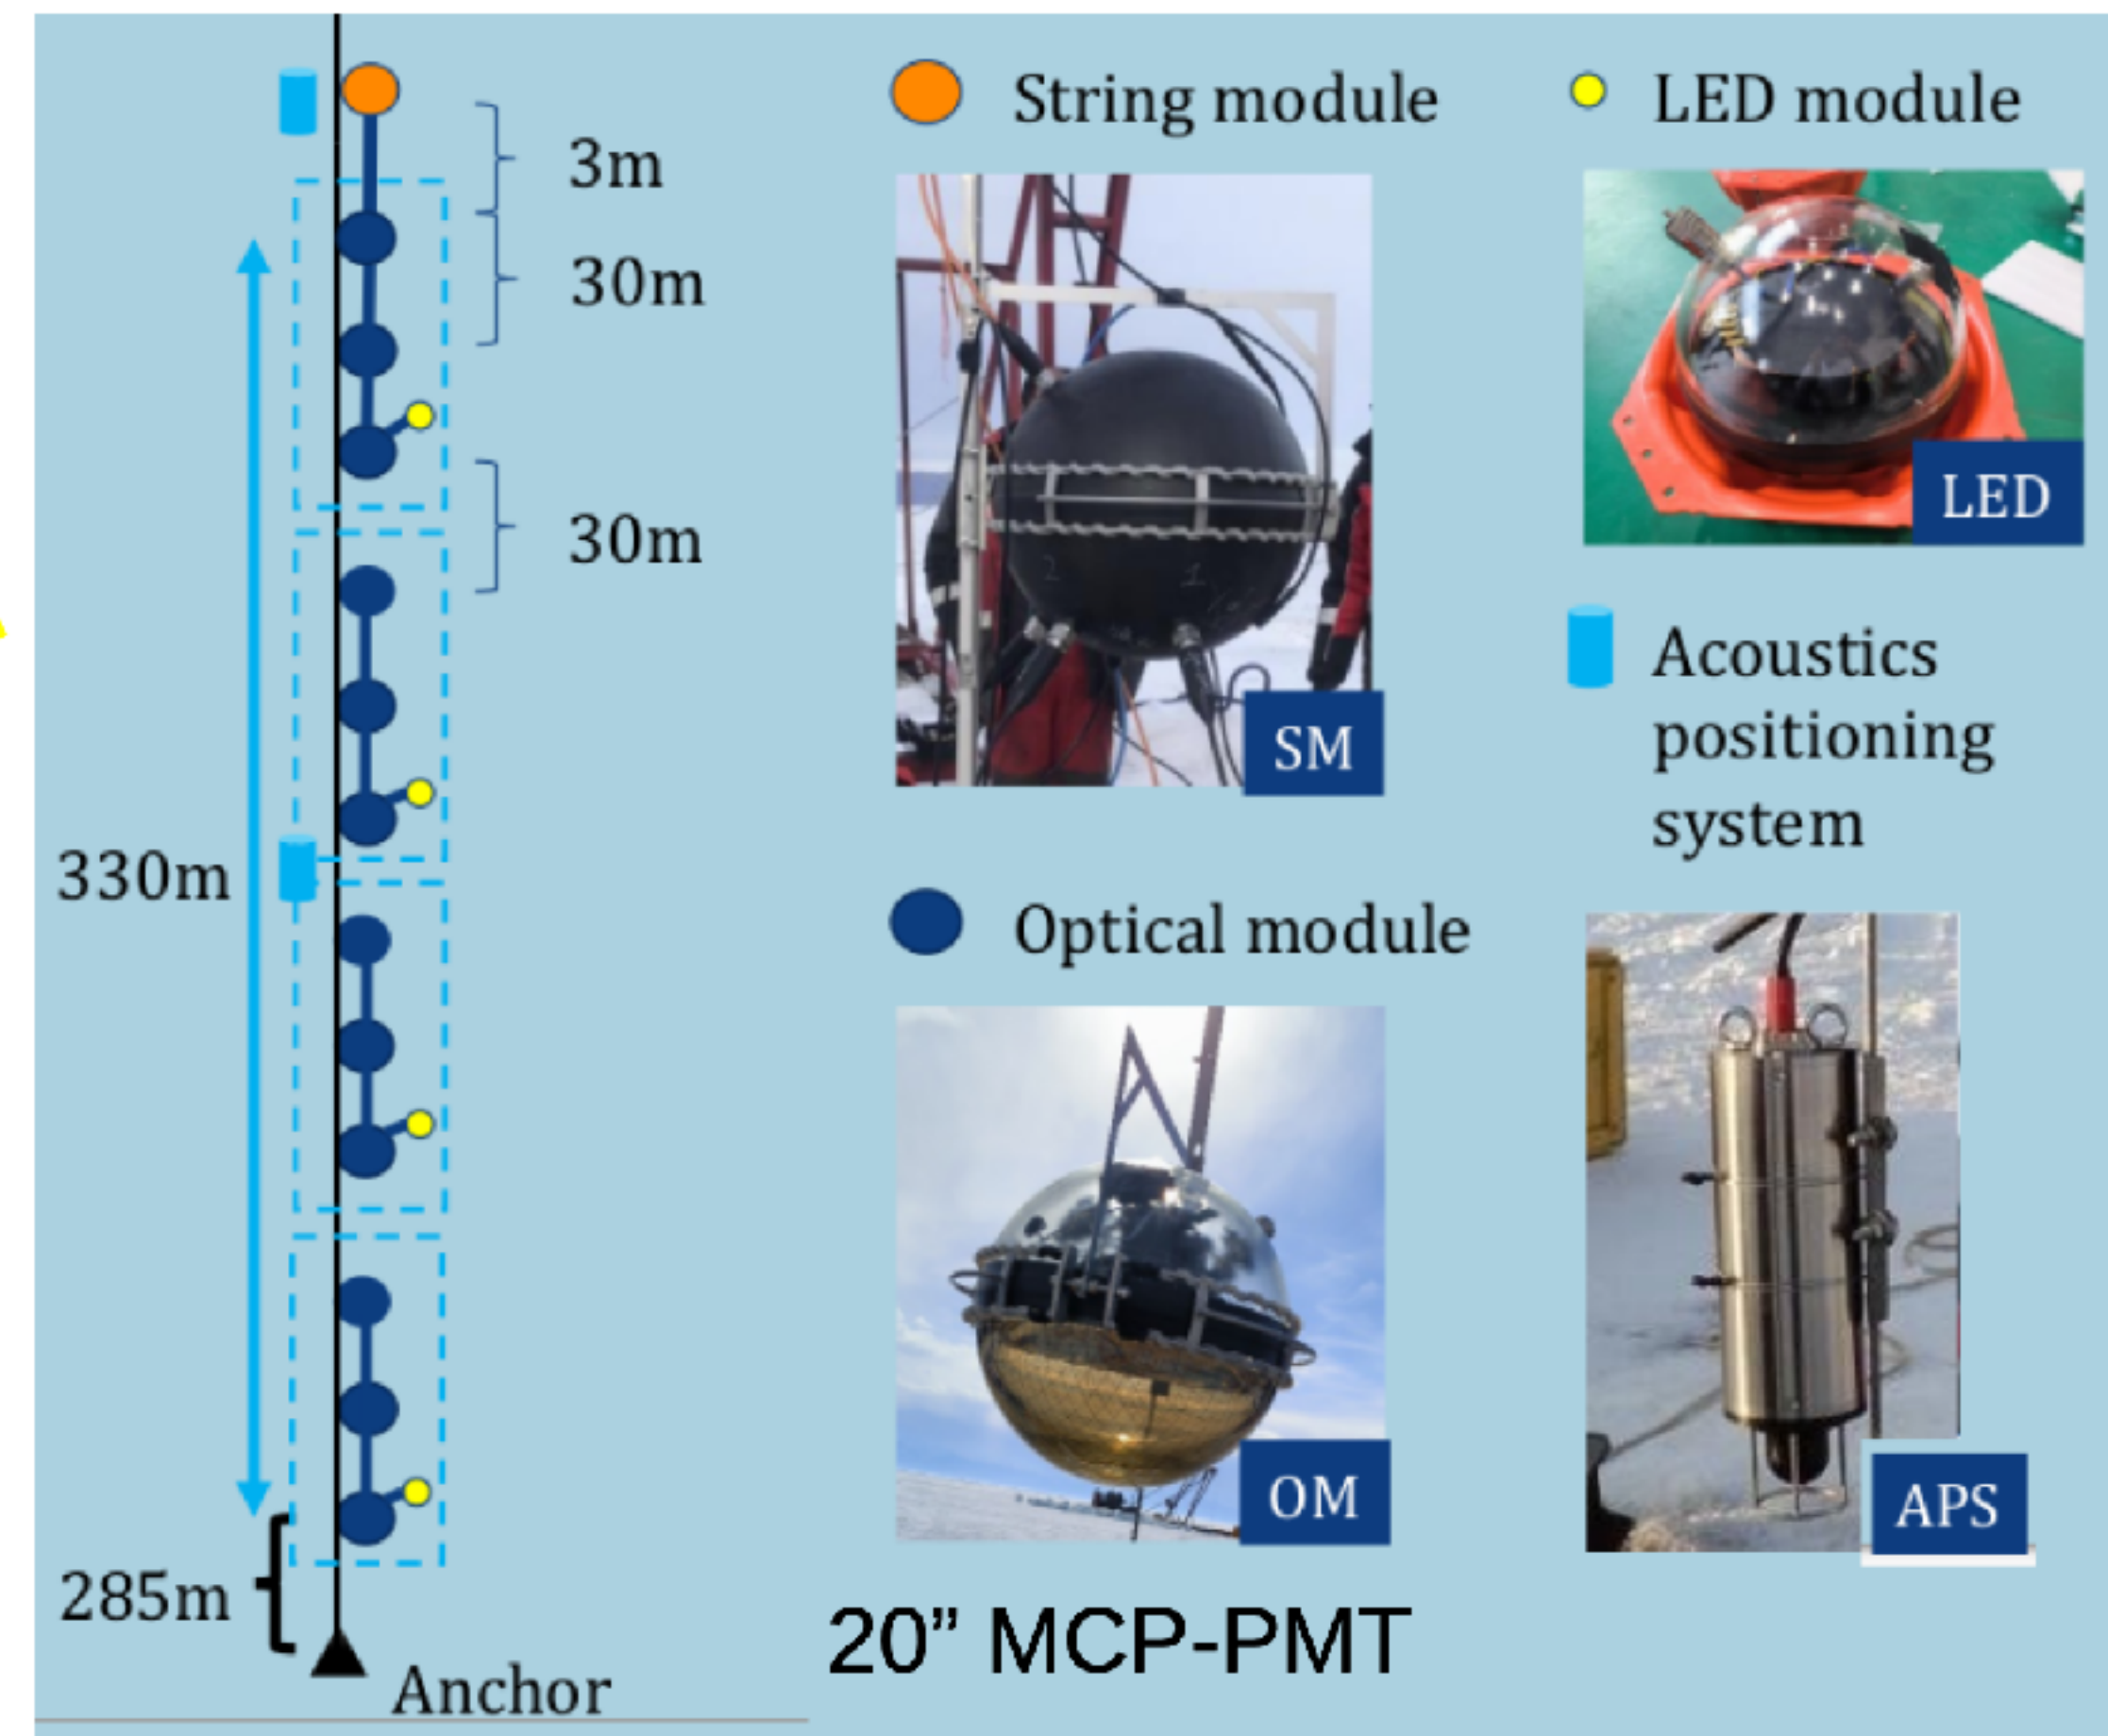 3m
30m
30m
330m
285m
Anchor
String module
SM
Optical module
OM
20” MCP-PMT
LED module
LED
Acoustics
positioning
system
APS